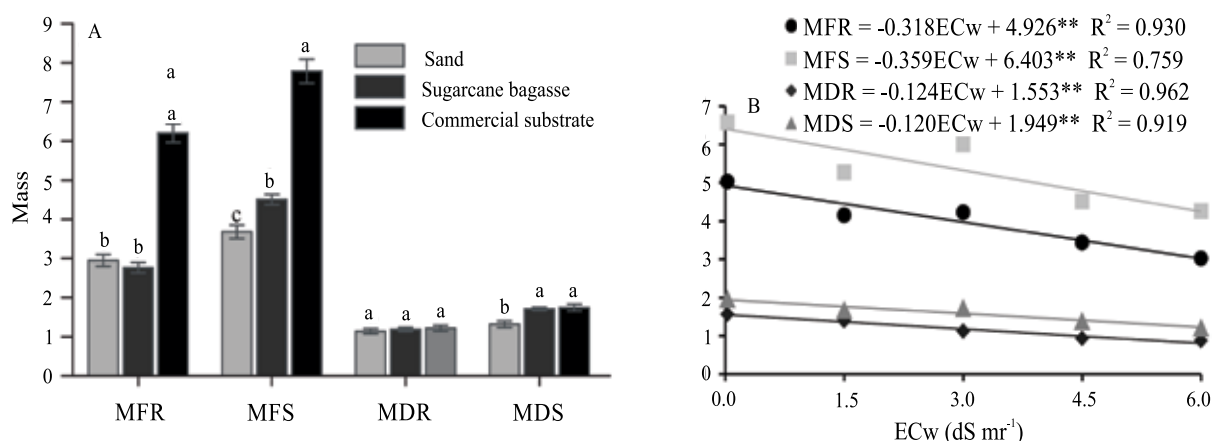 A
Mass
9
8
7
6
5
4
3
2
1
0
Sand
Sugarcane bagasse
Commercial substrate
b b a a
c b a
a a a
b a a
MFR MFS MDR MDS
MFR = -0.318ECw + 4.926** R² = 0.930
MFS = -0.359ECw + 6.403** R² = 0.759
MDR = -0.124ECw + 1.553** R² = 0.962
MDS = -0.120ECw + 1.949** R² = 0.919
B
7
6
5
4
3
2
1
0
0.0 1.5 3.0 4.5 6.0
ECw (dS mr⁻¹)